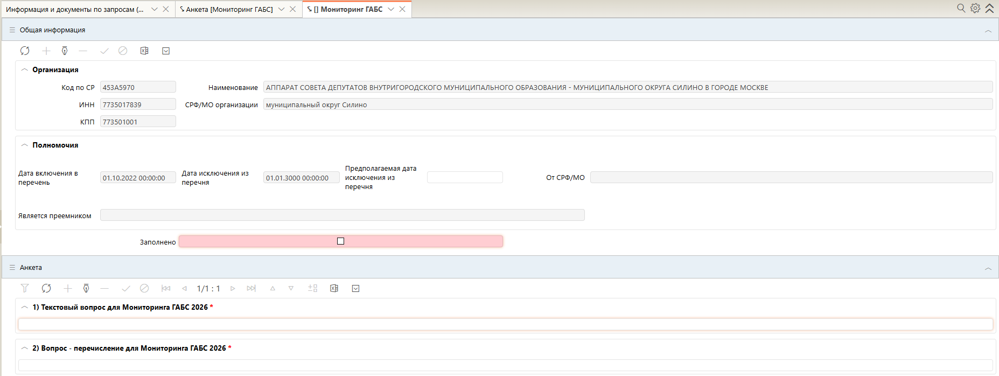 Информация и документы по запросам (...
Анкета [Мониторинг ГАБС]
[] Мониторинг ГАБС
Общая информация
Организация
Код по СР 453А5970 Наименование АППАРАТ СОВЕТА ДЕПУТАТОВ ВНУТРИГОРОДСКОГО МУНИЦИПАЛЬНОГО ОБРАЗОВАНИЯ - МУНИЦИПАЛЬНОГО ОКРУГА СИЛИНО В ГОРОДЕ МОСКВЕ
ИНН 7735017839 СРФ/МО организации муниципальный округ Силино
КПП 773501001
Полномочия
Дата включения в перечень 01.10.2022 00:00:00
Дата исключения из перечня 01.01.3000 00:00:00
Предполагаемая дата исключения из перечня
От СРФ/МО
Является преемником
Заполнено
Анкета
1/1 : 1
1) Текстовый вопрос для Мониторинга ГАБС 2026 *
2) Вопрос - перечисление для Мониторинга ГАБС 2026 *